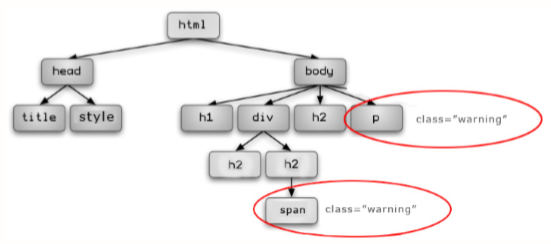 html
head
body
title
style
h1
div
h2
p
class="warning"
h2
h2
span
class="warning"